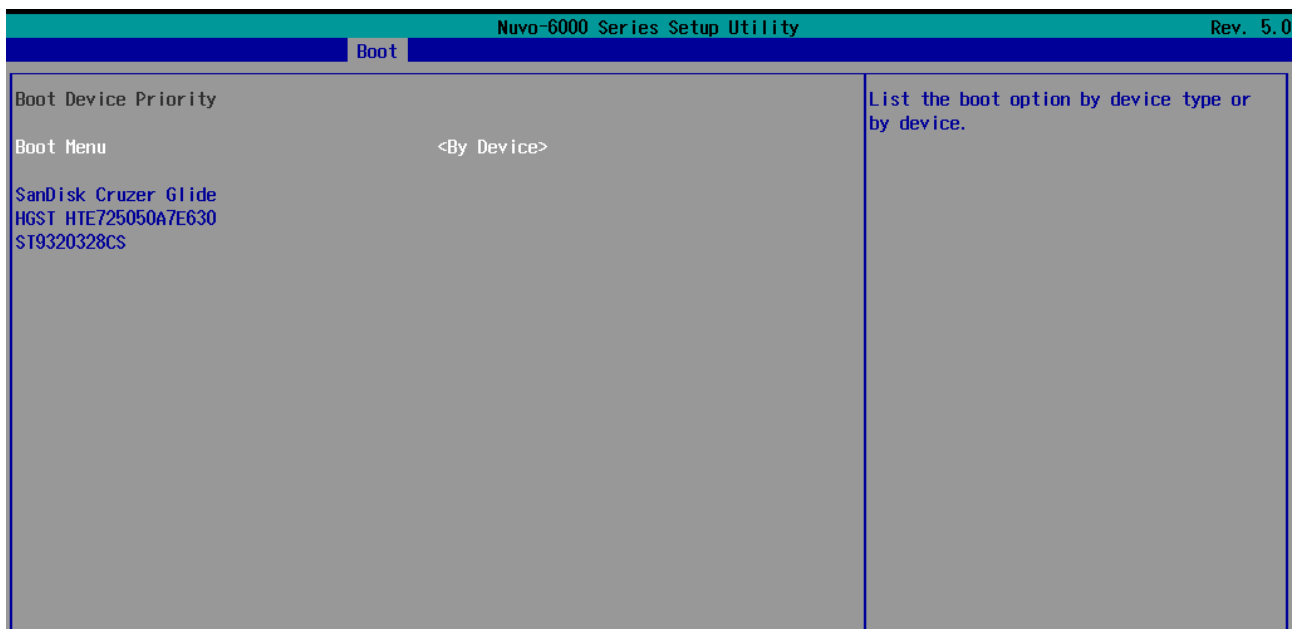 Nuvo-6000 Series Setup Utility Rev. 5.0
Boot
Boot Device Priority
Boot Menu <By Device>
SanDisk Cruzer Glide
HGST HTE725050A7E630
ST9320328CS
List the boot option by device type or
by device.